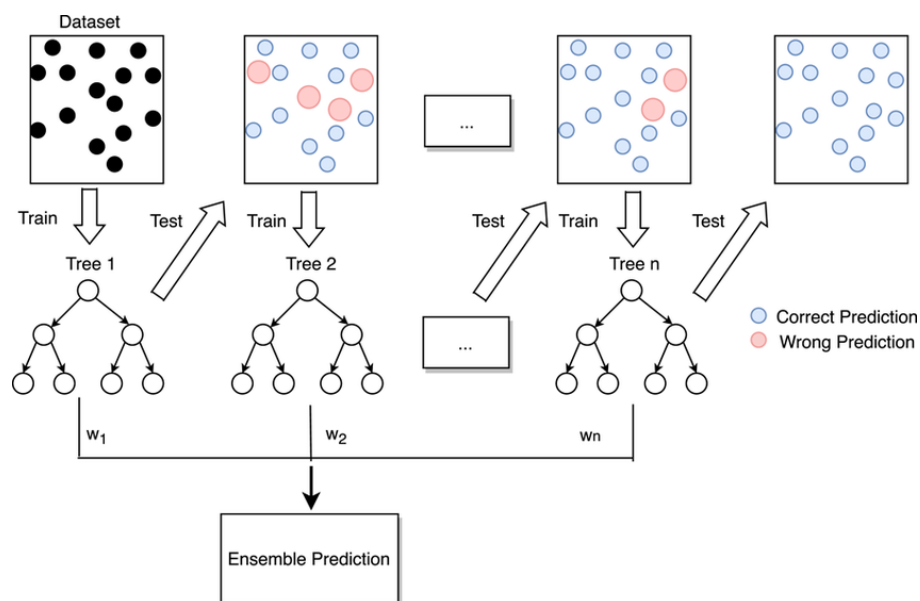 Dataset
...
Train
Test
Train
Test
Train
Test
Tree 1
Tree 2
Tree n
Correct Prediction
Wrong Prediction
...
w1
w2
wn
Ensemble Prediction